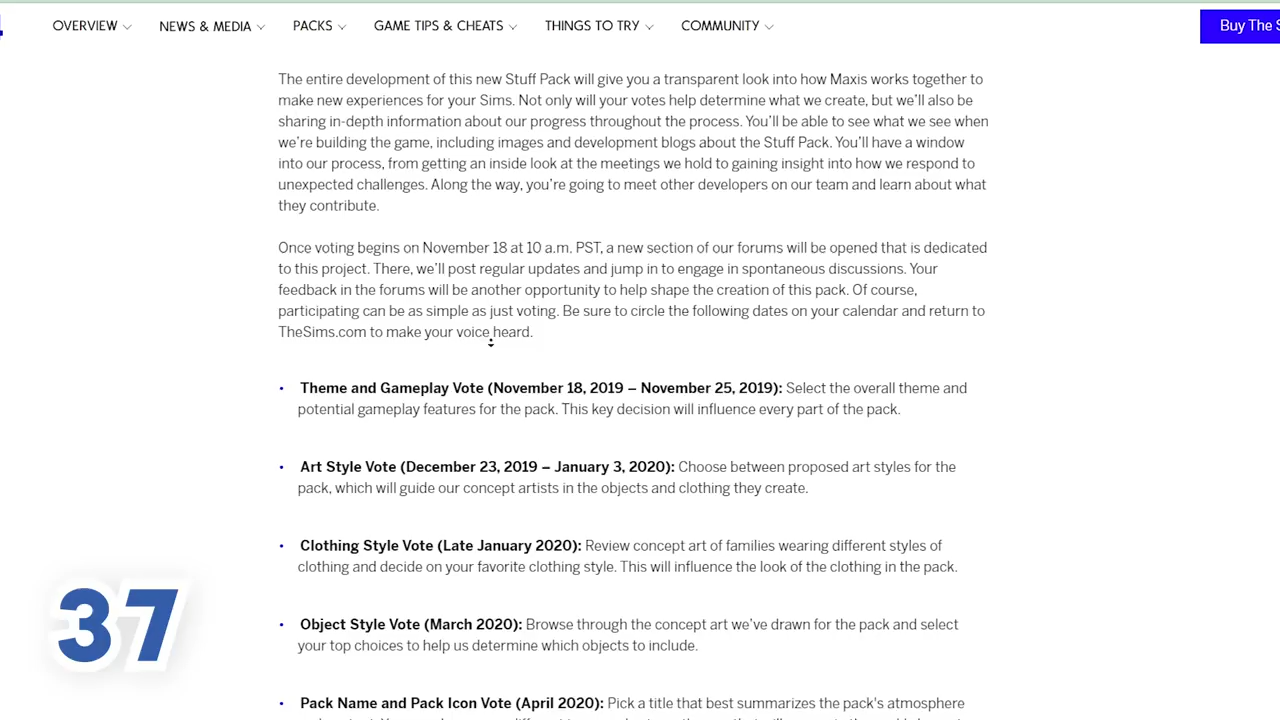 OVERVIEW NEWS & MEDIA PACKS GAME TIPS & CHEATS THINGS TO TRY COMMUNITY Buy The
The entire development of this new Stuff Pack will give you a transparent look into how Maxis works together to
make new experiences for your Sims. Not only will your votes help determine what we create, but we'll also be
sharing in-depth information about our progress throughout the process. You'll be able to see what we see when
we're building the game, including images and development blogs about the Stuff Pack. You'll have a window
into our process, from getting an inside look at the meetings we hold to gaining insight into how we respond to
unexpected challenges. Along the way, you're going to meet other developers on our team and learn about what
they contribute.
Once voting begins on November 18 at 10 a.m. PST, a new section of our forums will be opened that is dedicated
to this project. There, we'll post regular updates and jump in to engage in spontaneous discussions. Your
feedback in the forums will be another opportunity to help shape the creation of this pack. Of course,
participating can be as simple as just voting. Be sure to circle the following dates on your calendar and return to
TheSims.com to make your voice heard.
• Theme and Gameplay Vote (November 18, 2019 – November 25, 2019): Select the overall theme and
potential gameplay features for the pack. This key decision will influence every part of the pack.
• Art Style Vote (December 23, 2019 – January 3, 2020): Choose between proposed art styles for the
pack, which will guide our concept artists in the objects and clothing they create.
• Clothing Style Vote (Late January 2020): Review concept art of families wearing different styles of
clothing and decide on your favorite clothing style. This will influence the look of the clothing in the pack.
• Object Style Vote (March 2020): Browse through the concept art we've drawn for the pack and select
your top choices to help us determine which objects to include.
• Pack Name and Pack Icon Vote (April 2020): Pick a title that best summarizes the pack's atmosphere
37